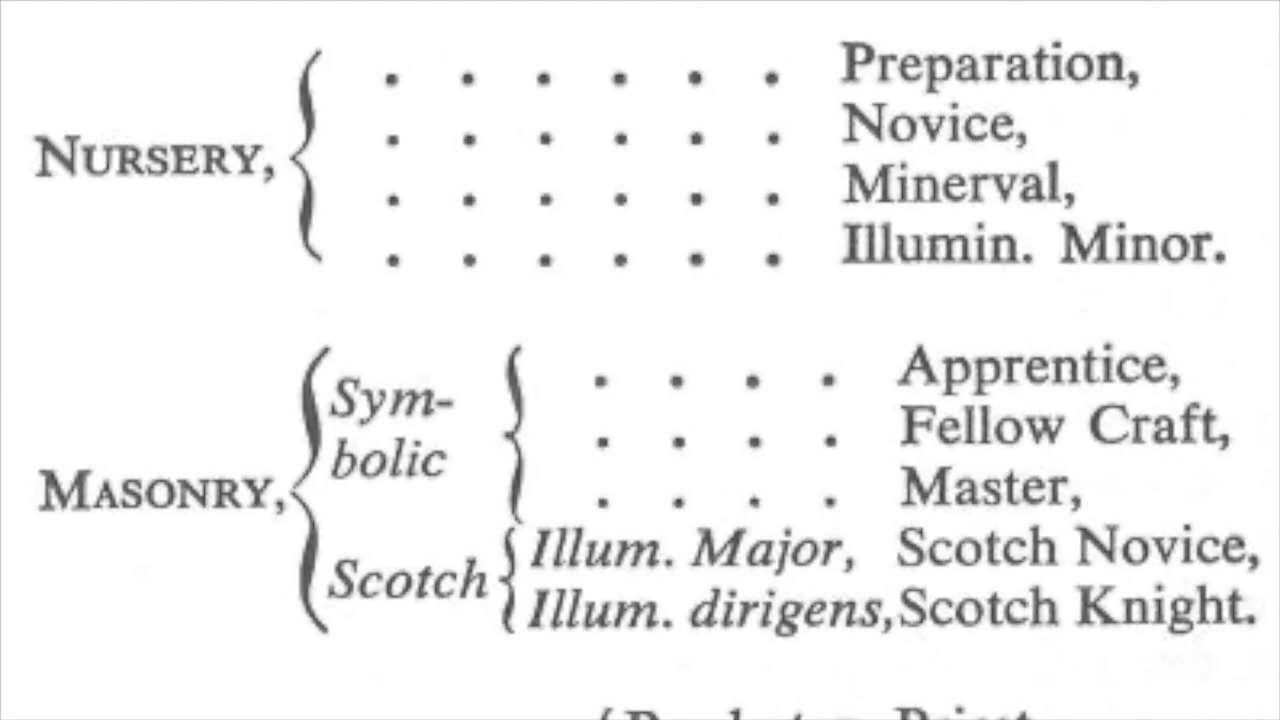 Preparation,
Novice,
NURSERY,
Minerval,
Illumin. Minor.
Apprentice,
Sym-
Fellow Craft,
bolic
MASONRY,
Master,
Illum. Major, Scotch Novice,
Scotch
Illum. dirigens, Scotch Knight.